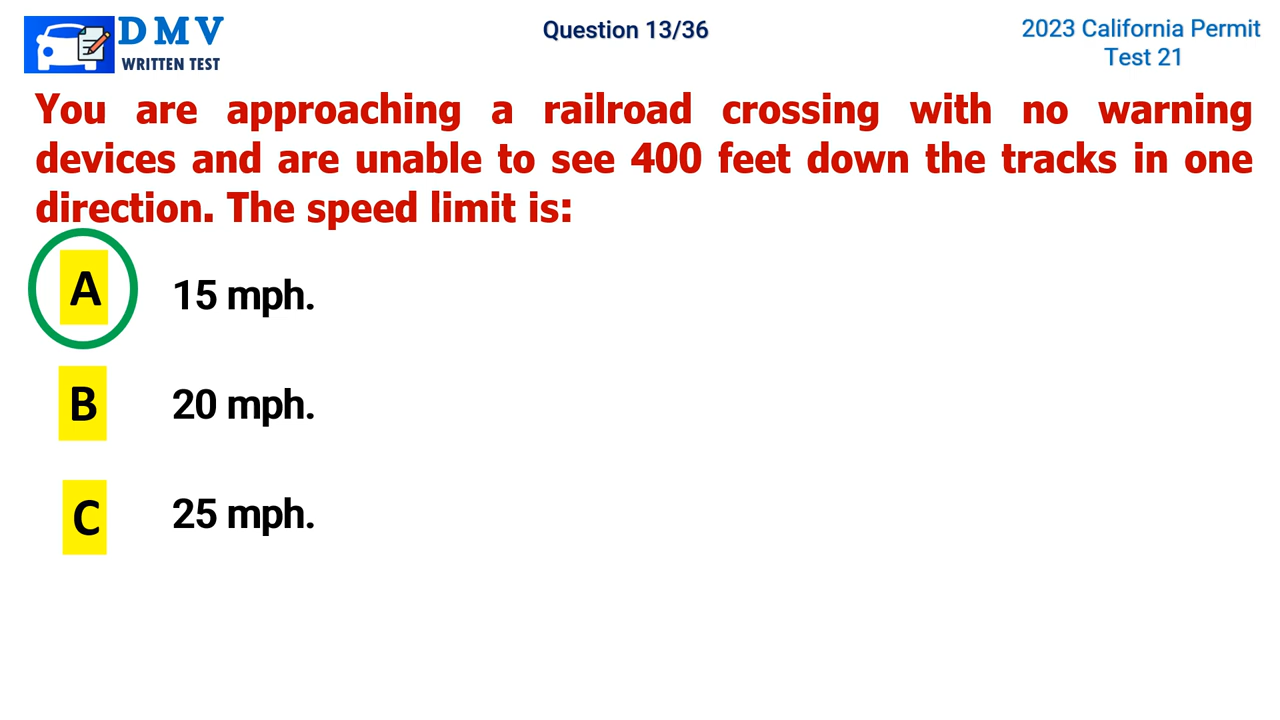 DMV
WRITTEN TEST
Question 13/36
2023 California Permit
Test 21
You are approaching a railroad crossing with no warning
devices and are unable to see 400 feet down the tracks in one
direction. The speed limit is:
A 15 mph.
B 20 mph.
C 25 mph.